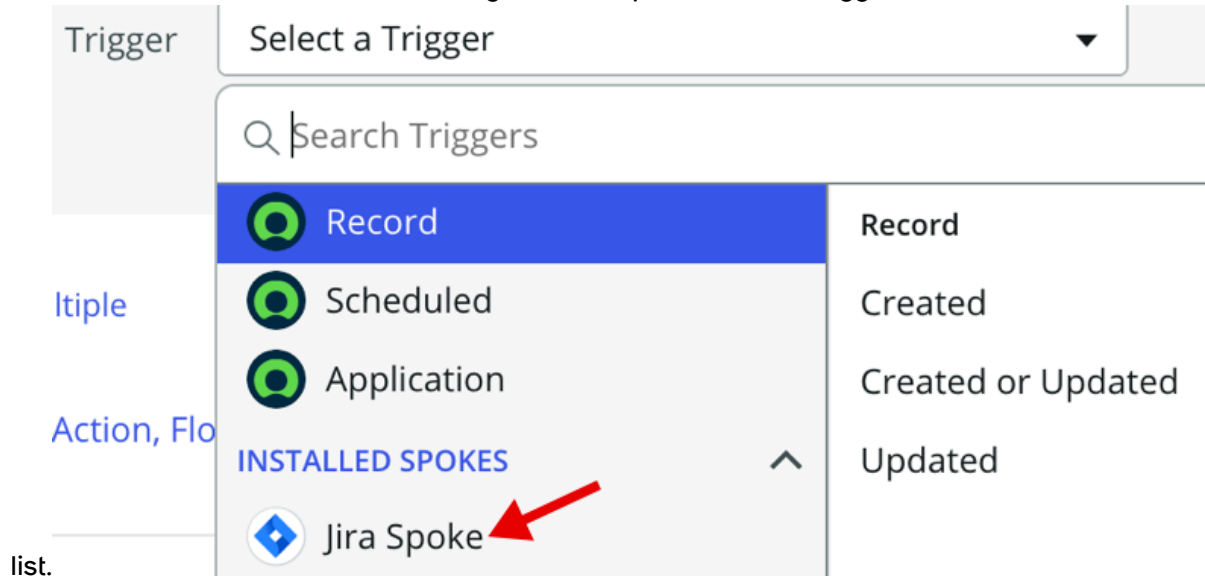 Trigger
Select a Trigger
Search Triggers
Record
Record
Scheduled
Created
ltiple
Application
Created or Updated
Action, Flo
INSTALLED SPOKES
Updated
Jira Spoke
list.